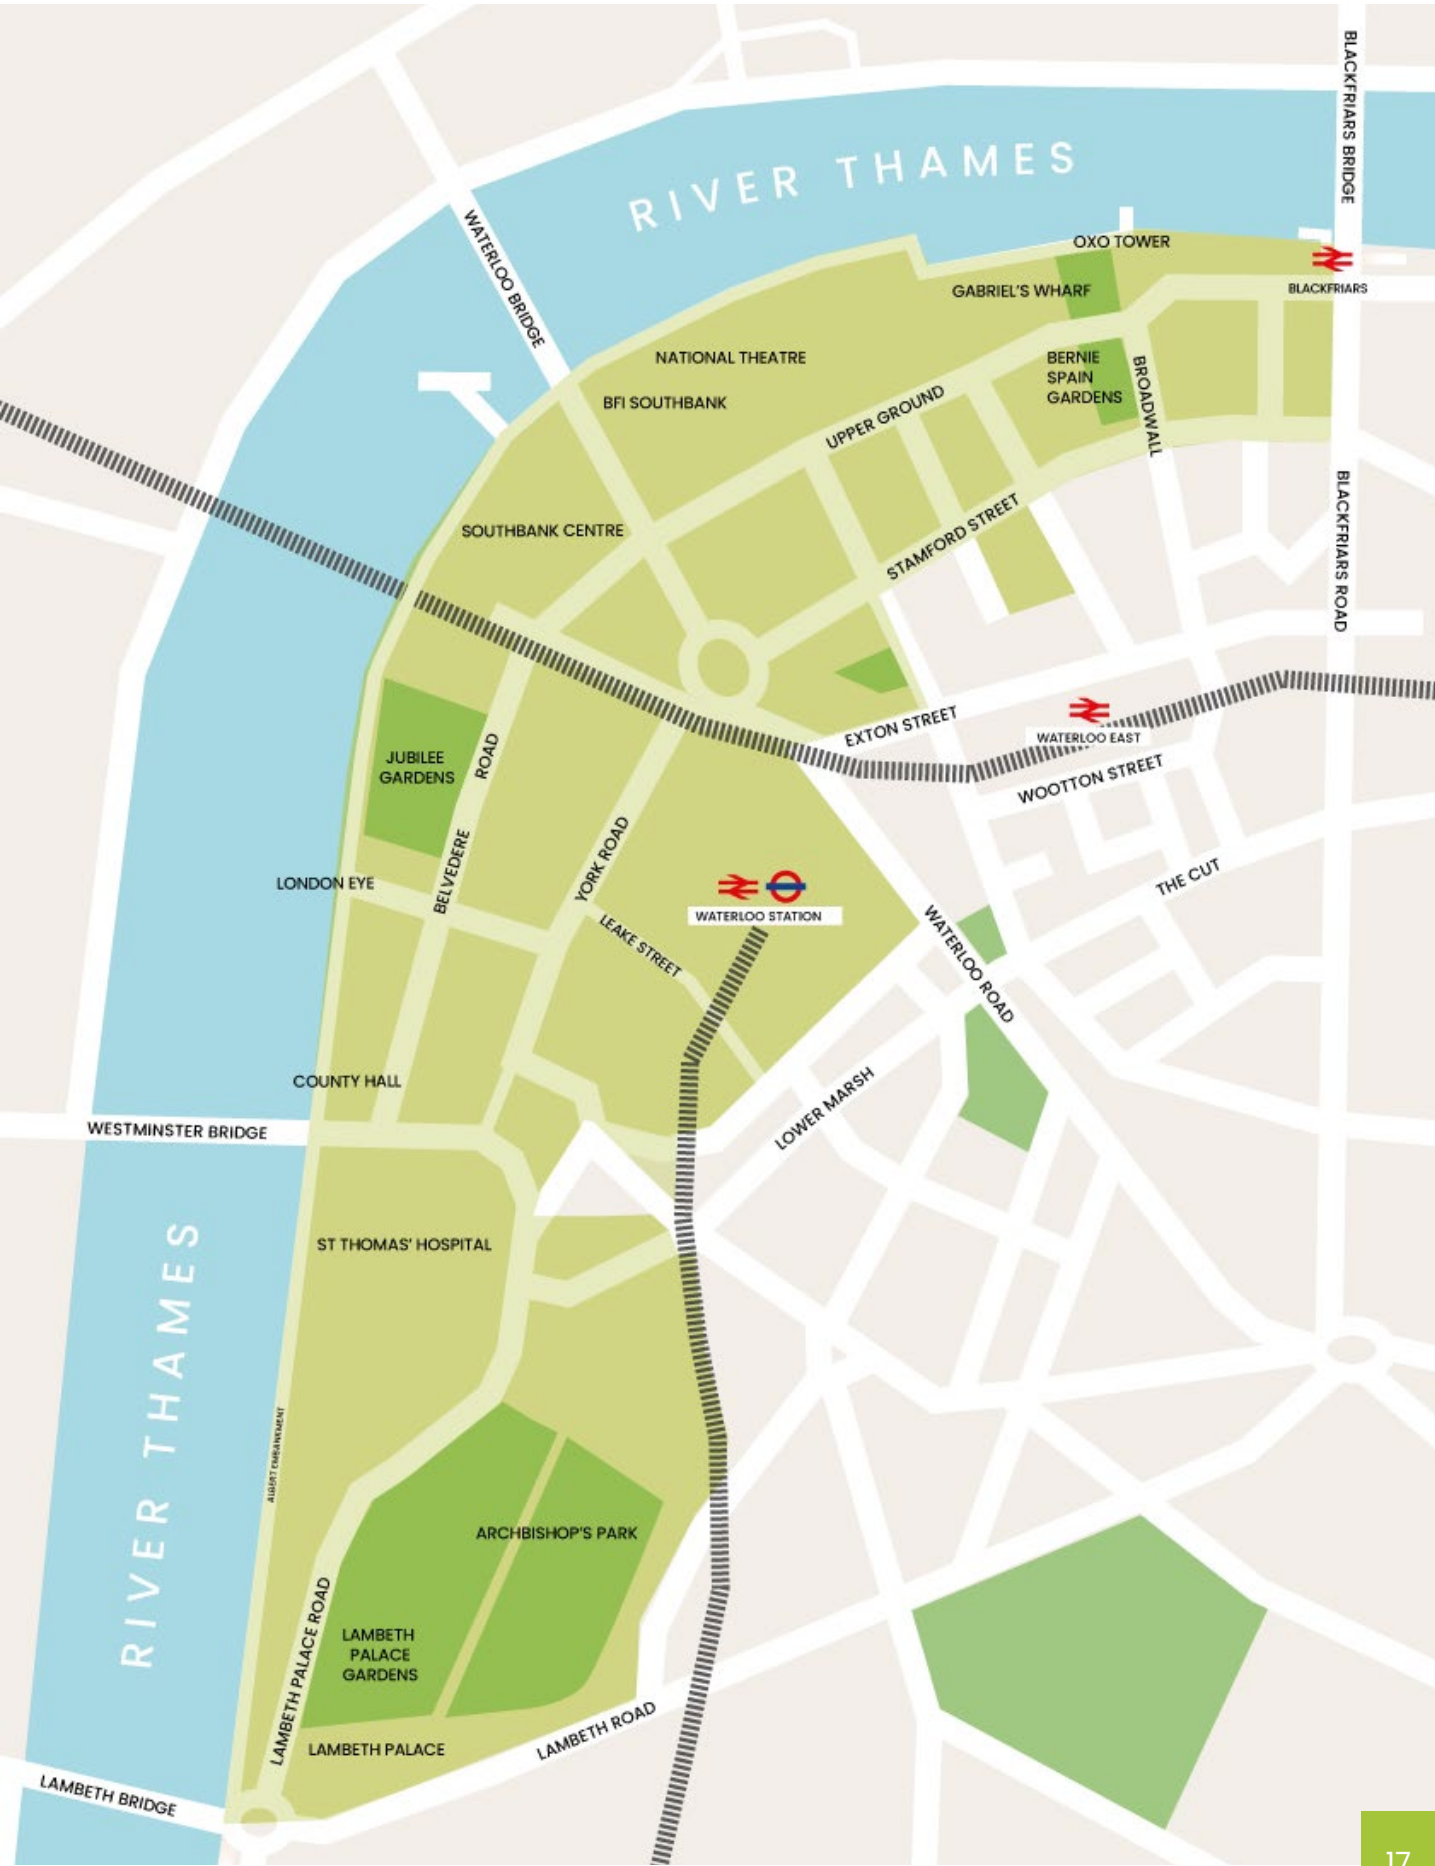 BLACKFRIARS BRIDGE
RIVER THAMES
WATERLOO BRIDGE
OXO TOWER
GABRIEL'S WHARF
BLACKFRIARS
NATIONAL THEATRE
BERNIE
SPAIN
GARDENS
BROADWALL
BFI SOUTHBANK
UPPER GROUND
BLACKFRIARS ROAD
SOUTHBANK CENTRE
STAMFORD STREET
EXTON STREET
WATERLOO EAST
WOOTTON STREET
JUBILEE
GARDENS
BELVEDERE
ROAD
YORK ROAD
THE CUT
LONDON EYE
WATERLOO STATION
LEAKE STREET
WATERLOO ROAD
COUNTY HALL
LOWER MARSH
WESTMINSTER BRIDGE
RIVER THAMES
ST THOMAS' HOSPITAL
ALBERT EMBANKMENT
ARCHBISHOP'S PARK
LAMBETH PALACE ROAD
LAMBETH
PALACE
GARDENS
LAMBETH PALACE
LAMBETH ROAD
LAMBETH BRIDGE
17